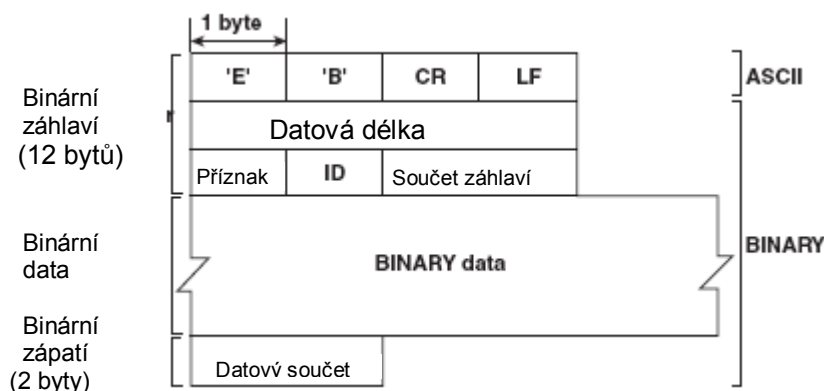 1 byte
'E' 'B' CR LF ASCII
Binární
záhlaví
(12 bytů)
Datová délka
Příznak ID Součet záhlaví
Binární
data
BINARY data
BINARY
Binární
zápatí
(2 byty)
Datový součet